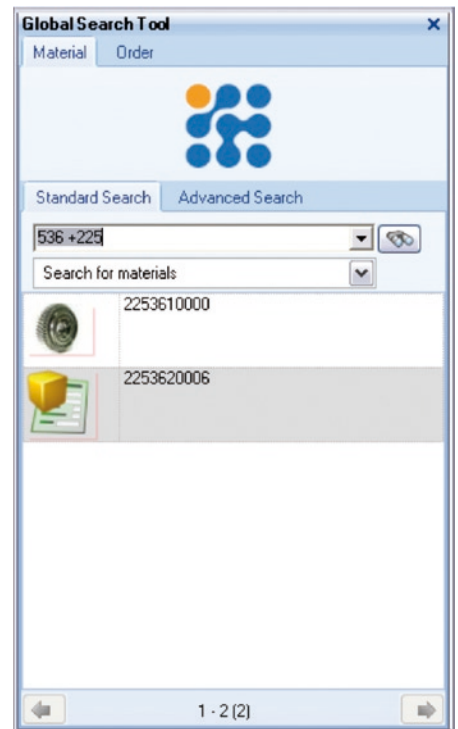 Global Search Tool
Material Order
Standard Search Advanced Search
536 +225
Search for materials
2253610000
2253620006
1 - 2 (2)